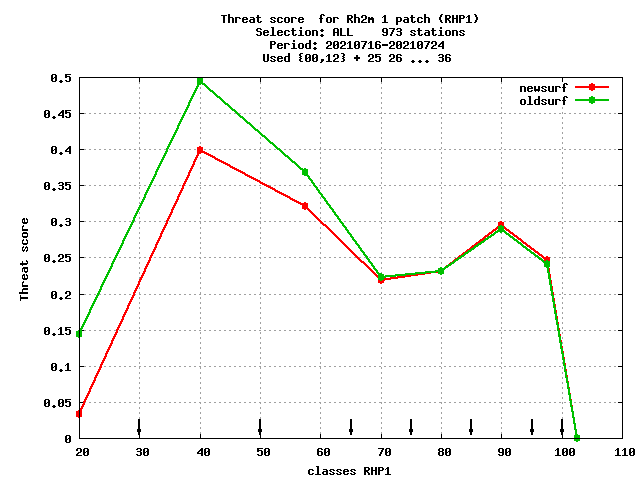 Threat score  for Rh2m 1 patch (RHP1)
Selection: ALL    973 stations
Period: 20210716-20210724
Used {00,12} + 25 26 ... 36
newsurf
oldsurf
Threat score
0.5
0.45
0.4
0.35
0.3
0.25
0.2
0.15
0.1
0.05
0
20 30 40 50 60 70 80 90 100 110
classes RHP1